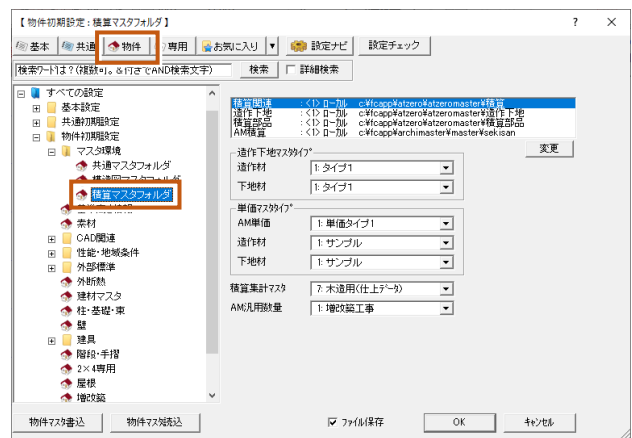 【 物件初期設定 : 積算マスタフォルダ 】 ? ×
基本 共通 物件 専用 お気に入り ▼ 設定ナビ 設定チェック
検索ワードは?(複数可。&付きでAND検索文字) 検索 詳細検索
すべての設定
基本設定
共通初期設定
物件初期設定
マスタ環境
共通マスタフォルダ
積算マスタフォルダ
素材
CAD関連
性能・地域条件
外部標準
外断熱
建材マスタ
柱・基礎・束
壁
建具
階段・手摺
2×4専用
屋根
増改築
積算関連 :<1> ローカル c:¥fcapp¥atzero¥atzeromaster¥積算
造作下地 :<1> ローカル c:¥fcapp¥atzero¥atzeromaster¥造作下地
積算部品 :<1> ローカル c:¥fcapp¥atzero¥atzeromaster¥積算部品
AM積算 :<1> ローカル c:¥fcapp¥archimaster¥master¥sekisan
変更
造作下地マスタタイプ
造作材 1: タイプ1
下地材 1: タイプ1
単価マスタタイプ
AM単価 1: 単価タイプ1
造作材 1: サンプル
下地材 1: サンプル
積算集計マスタ 7: 木造用(仕上データ)
AM汎用数量 1: 増改築工事
物件マスタ書込 物件マスタ読込 ファイル保存 OK キャンセル